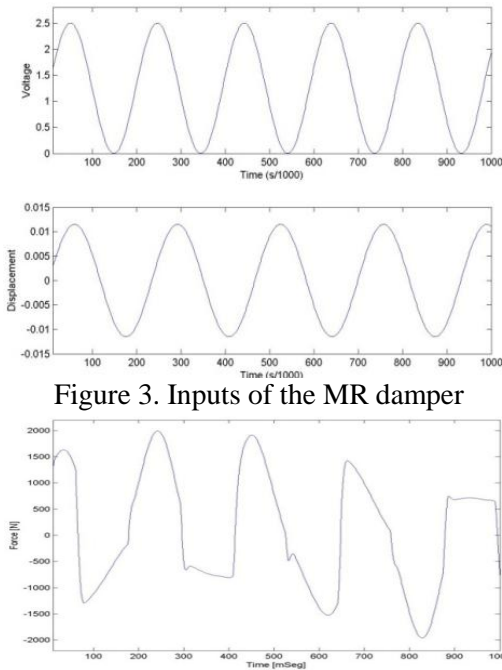 2.5
2
1.5
1
0.5
0
Voltage
100 200 300 400 500 600 700 800 900 1000
Time (s/1000)
0.015
0.01
0.005
0
-0.005
-0.01
-0.015
Displacement
100 200 300 400 500 600 700 800 900 1000
Time (s/1000)
Figure 3. Inputs of the MR damper
2000
1500
1000
500
0
-500
-1000
-1500
-2000
Force [N]
100 200 300 400 500 600 700 800 900 100
Time [mSeg]